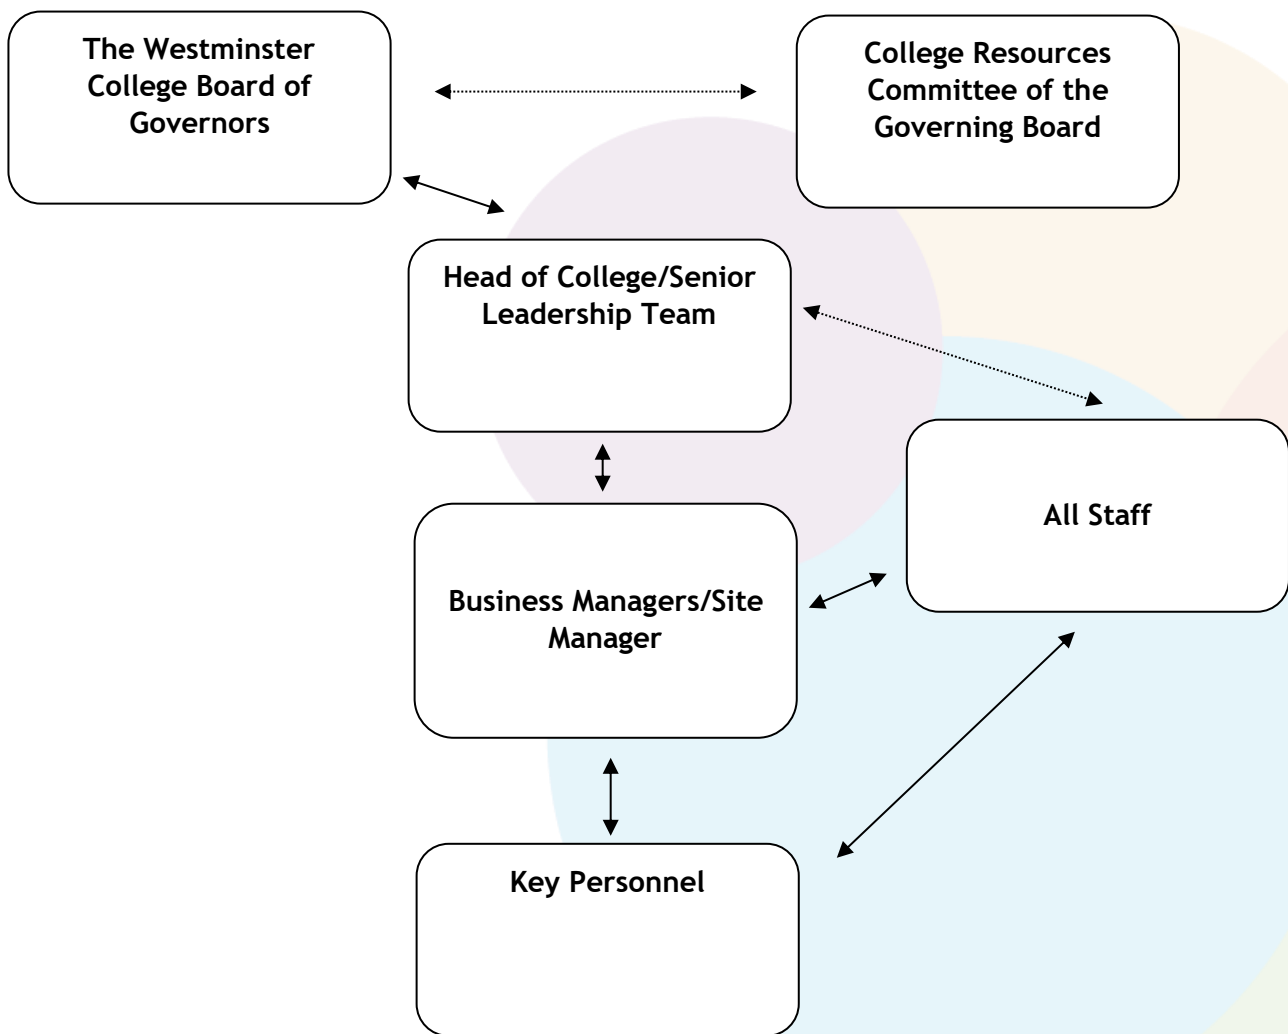 The Westminster
College Board of
Governors
College Resources
Committee of the
Governing Board
Head of College/Senior
Leadership Team
All Staff
Business Managers/Site
Manager
Key Personnel